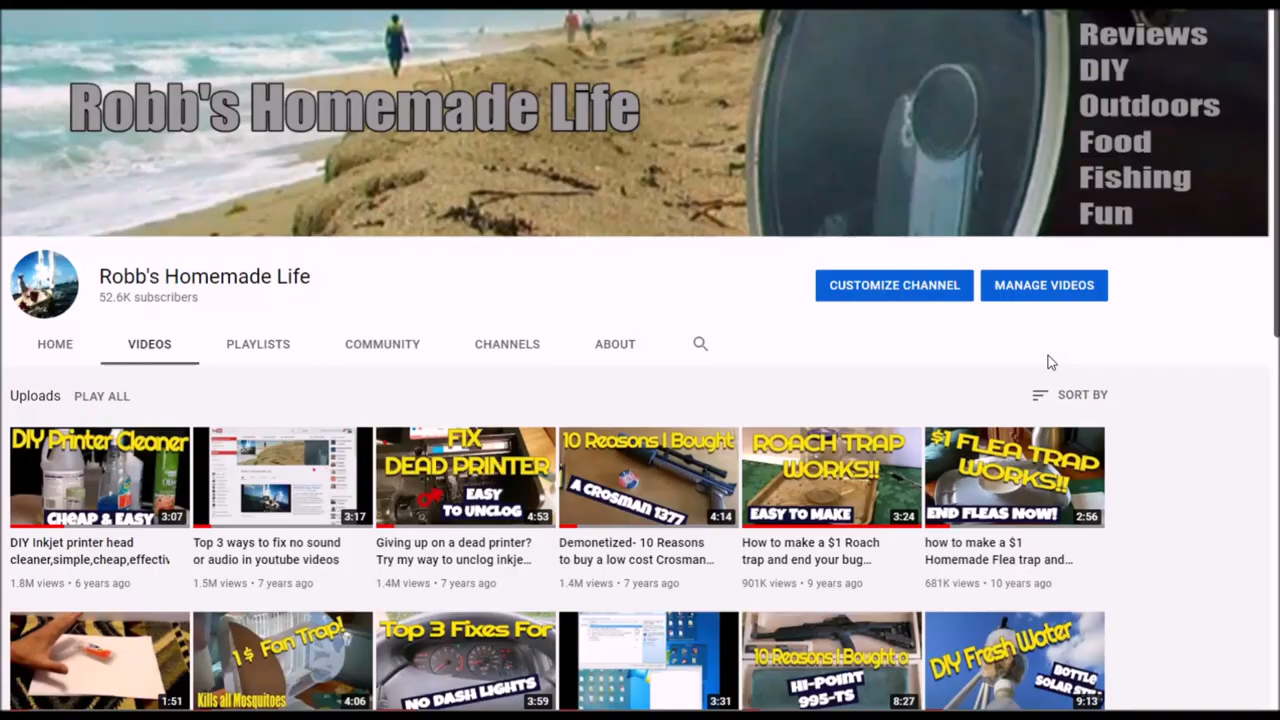 Reviews
DIY
Outdoors
Food
Fishing
Fun
Robb's Homemade Life
Robb's Homemade Life
52.6K subscribers
CUSTOMIZE CHANNEL
MANAGE VIDEOS
HOME
VIDEOS
PLAYLISTS
COMMUNITY
CHANNELS
ABOUT
Uploads
PLAY ALL
SORT BY
DIY Printer Cleaner
CHEAP & EASY
3:07
DIY Inkjet printer head
cleaner,simple,cheap,effectiv
1.8M views • 6 years ago
3:17
Top 3 ways to fix no sound
or audio in youtube videos
1.5M views • 7 years ago
FIX
DEAD PRINTER
EASY
TO UNCLOG
4:53
Giving up on a dead printer?
Try my way to unclog inkje...
1.4M views • 7 years ago
10 Reasons I Bought
A CROSMAN 1377
4:14
Demonetized- 10 Reasons
to buy a low cost Crosman...
1.4M views • 7 years ago
ROACH TRAP
WORKS!!
EASY TO MAKE
3:24
How to make a $1 Roach
trap and end your bug...
901K views • 9 years ago
$1 FLEA TRAP
WORKS!!
END FLEAS NOW!
2:56
how to make a $1
Homemade Flea trap and...
681K views • 10 years ago
1:51
1$ Fan Trap!
Kills all Mosquitoes
4:06
Top 3 Fixes For
NO DASH LIGHTS
3:59
3:31
10 Reasons I Bought a
HI-POINT
995-TS
8:27
DIY Fresh Water
BOTTLE
9:13